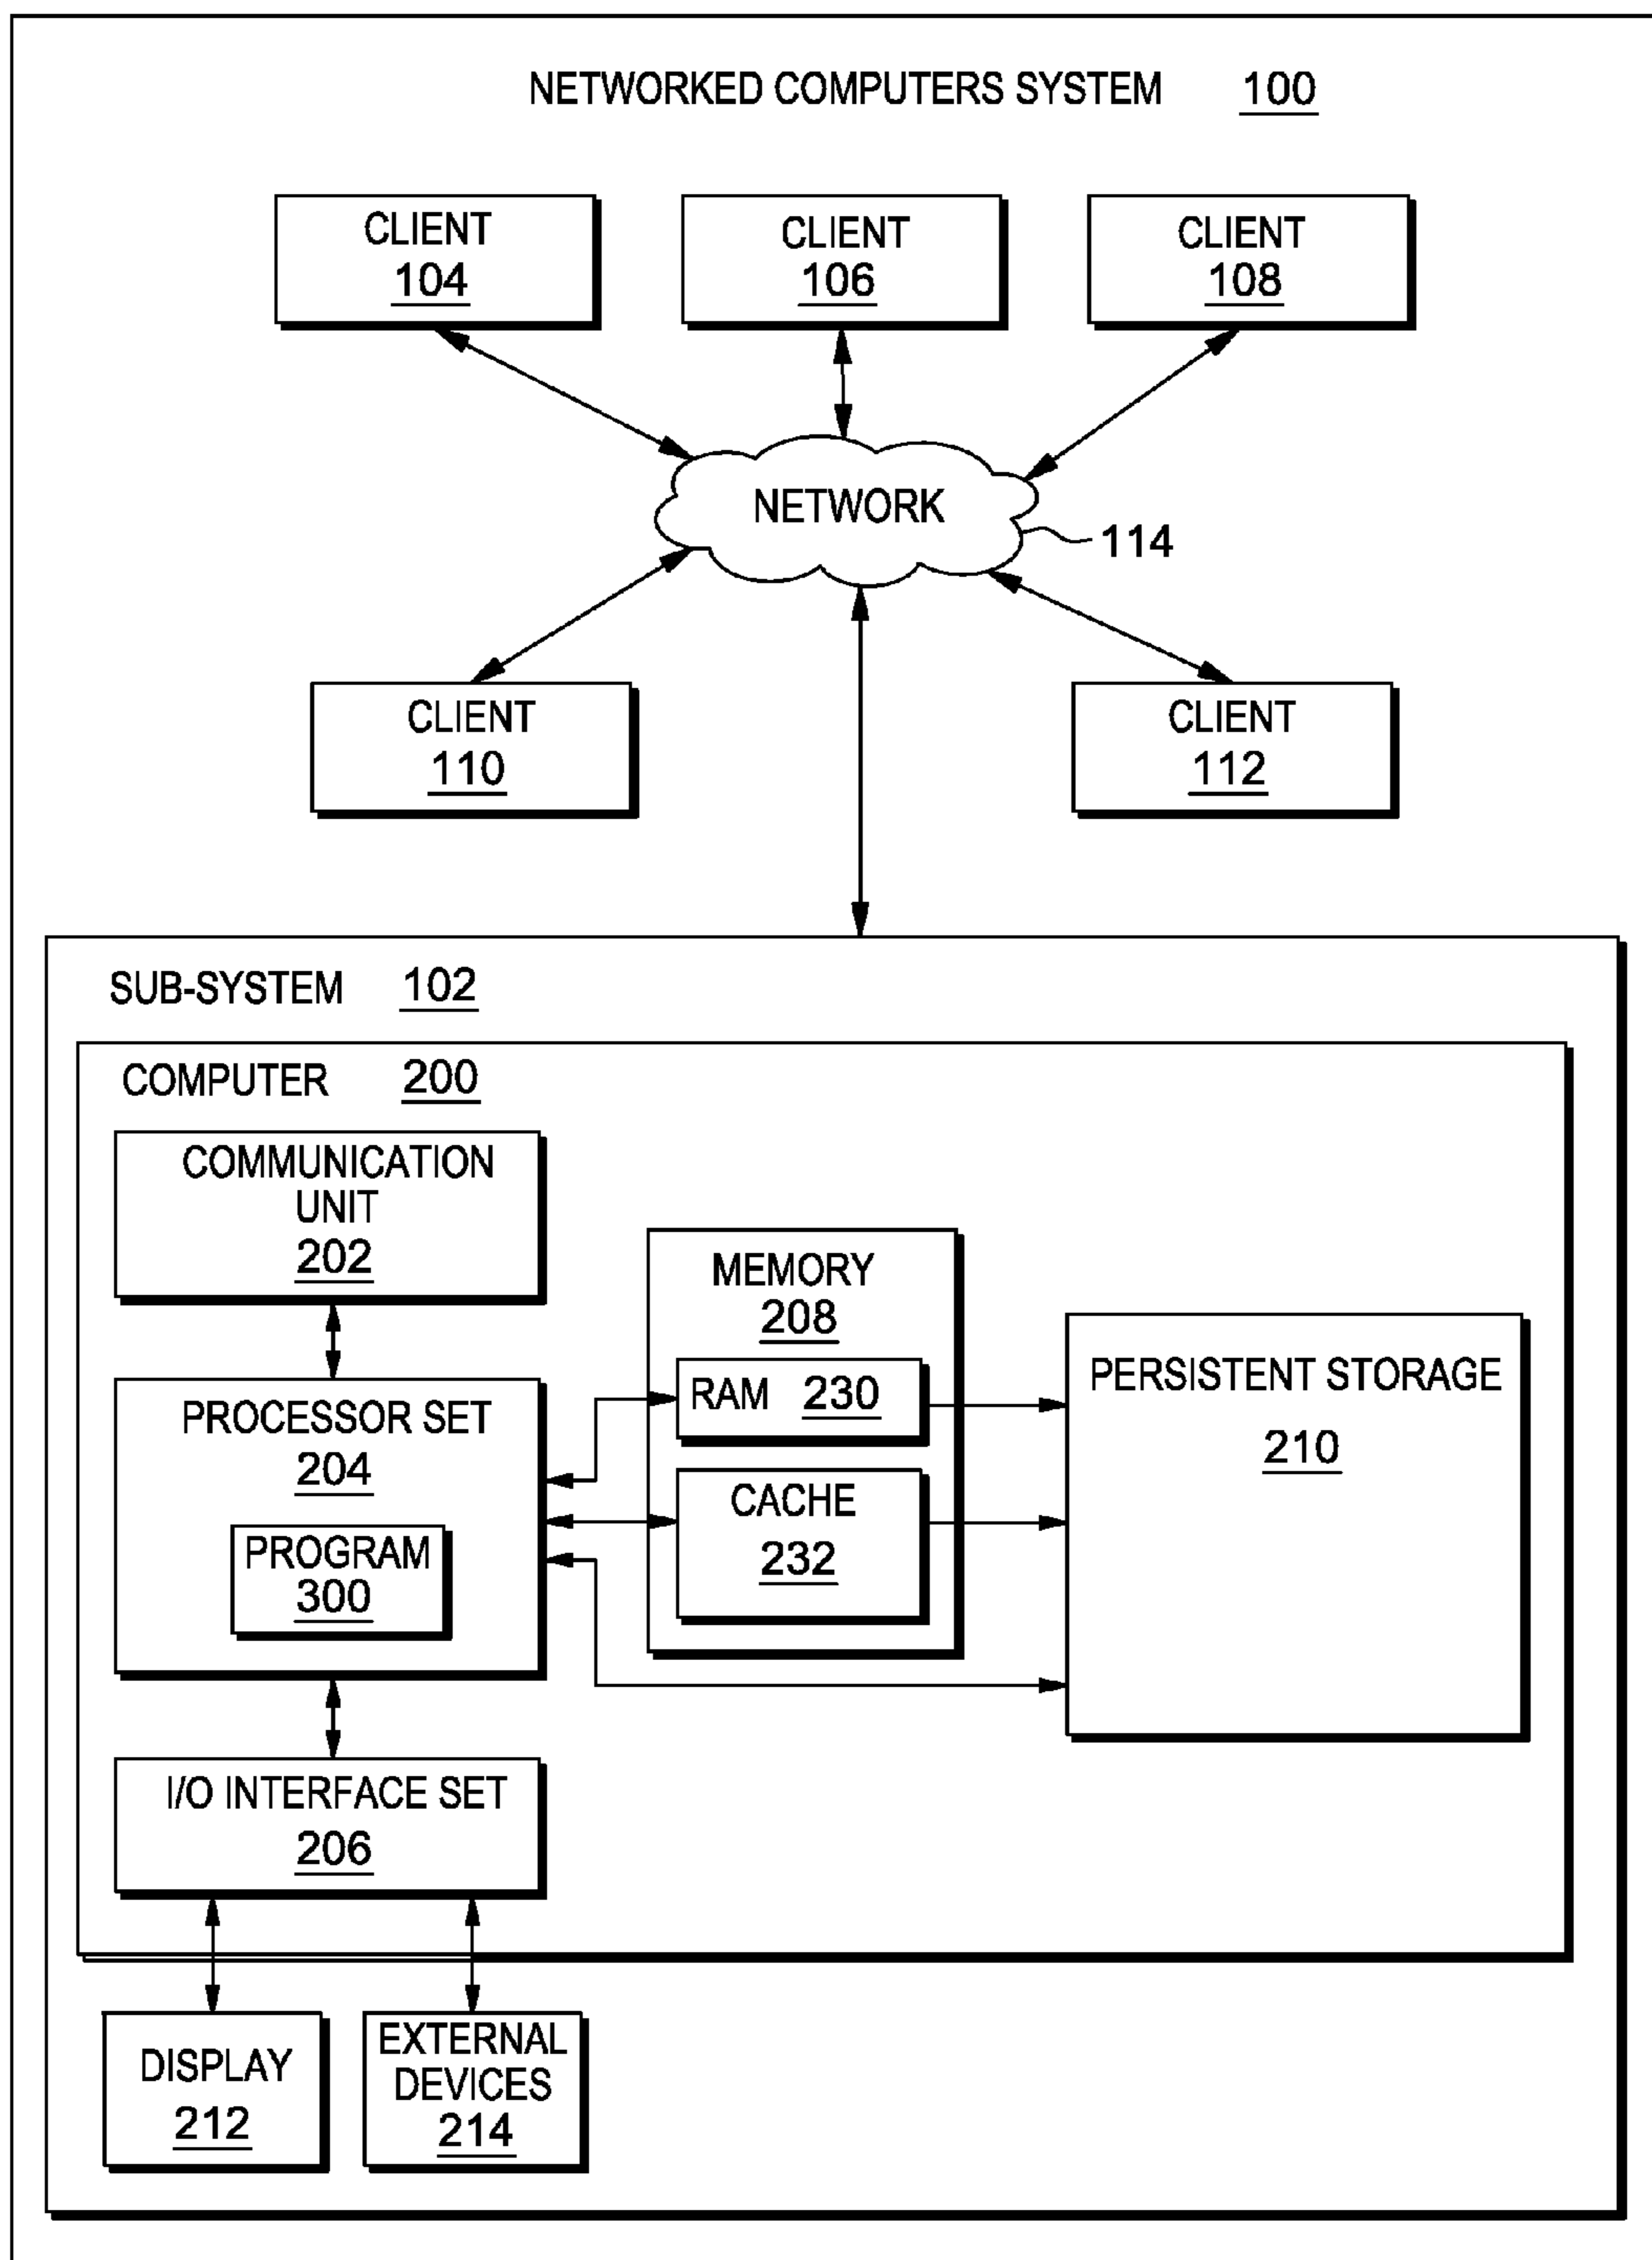 NETWORKED COMPUTERS SYSTEM 100
CLIENT
104
CLIENT
106
CLIENT
108
NETWORK
114
CLIENT
110
CLIENT
112
SUB-SYSTEM 102
COMPUTER 200
COMMUNICATION
UNIT
202
MEMORY
208
PROCESSOR SET
204
PROGRAM
300
RAM 230
CACHE
232
PERSISTENT STORAGE
210
I/O INTERFACE SET
206
DISPLAY
212
EXTERNAL
DEVICES
214